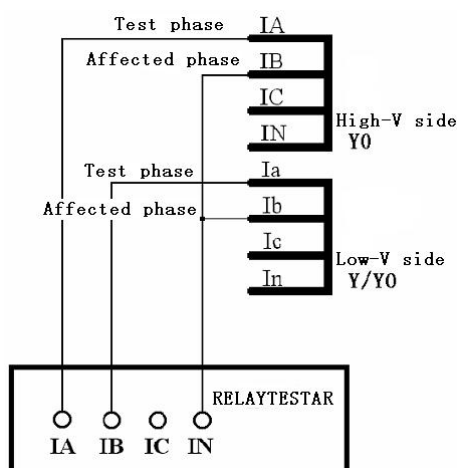 Test phase IA
Affected phase IB
IC
High-V side
IN
Y0
Test phase Ia
Affected phase Ib
Ic
Low-V side
In
Y/Y0
RELAYTESTAR
IA IB IC IN